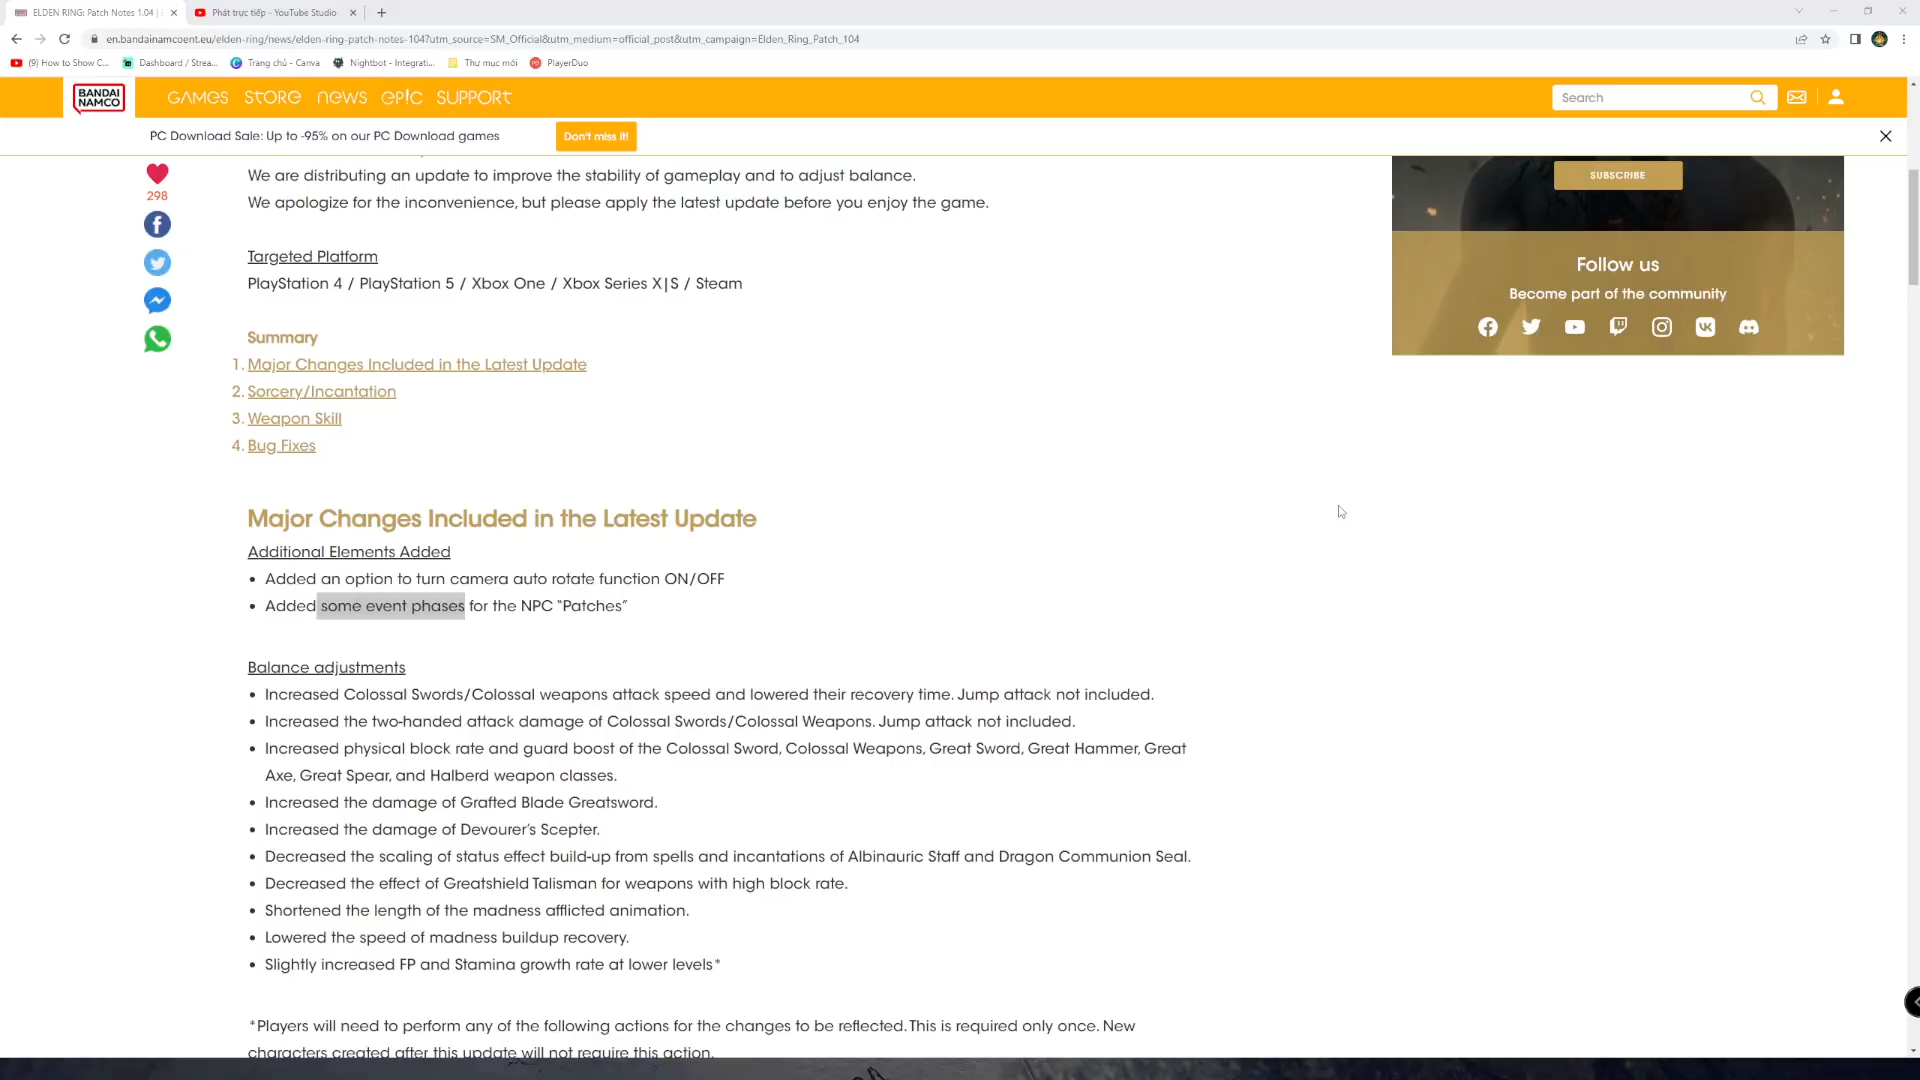 ELDEN RING: Patch Notes 1.04 |
Phát trực tiếp - YouTube Studio
en.bandainamcoent.eu/elden-ring/news/elden-ring-patch-notes-104?utm_source=SM_Official&utm_medium=official_post&utm_campaign=Elden_Ring_Patch_104
(9) How to Show C...
Dashboard / Strea...
Trang chủ - Canva
Nightbot - Integrati...
Thư mục mới
PlayerDuo
BANDAI NAMCO
GAMES STORE NEWS EPIC SUPPORT
Search
PC Download Sale: Up to -95% on our PC Download games
Don't miss it!
298
We are distributing an update to improve the stability of gameplay and to adjust balance.
We apologize for the inconvenience, but please apply the latest update before you enjoy the game.
SUBSCRIBE
Follow us
Become part of the community
Targeted Platform
PlayStation 4 / PlayStation 5 / Xbox One / Xbox Series X|S / Steam
Summary
1. Major Changes Included in the Latest Update
2. Sorcery/Incantation
3. Weapon Skill
4. Bug Fixes
Major Changes Included in the Latest Update
Additional Elements Added
• Added an option to turn camera auto rotate function ON/OFF
• Added some event phases for the NPC “Patches”
Balance adjustments
• Increased Colossal Swords/Colossal weapons attack speed and lowered their recovery time. Jump attack not included.
• Increased the two-handed attack damage of Colossal Swords/Colossal Weapons. Jump attack not included.
• Increased physical block rate and guard boost of the Colossal Sword, Colossal Weapons, Great Sword, Great Hammer, Great
Axe, Great Spear, and Halberd weapon classes.
• Increased the damage of Grafted Blade Greatsword.
• Increased the damage of Devourer’s Scepter.
• Decreased the scaling of status effect build-up from spells and incantations of Albinauric Staff and Dragon Communion Seal.
• Decreased the effect of Greatshield Talisman for weapons with high block rate.
• Shortened the length of the madness afflicted animation.
• Lowered the speed of madness buildup recovery.
• Slightly increased FP and Stamina growth rate at lower levels*
*Players will need to perform any of the following actions for the changes to be reflected. This is required only once. New
characters created after this update will not require this action.